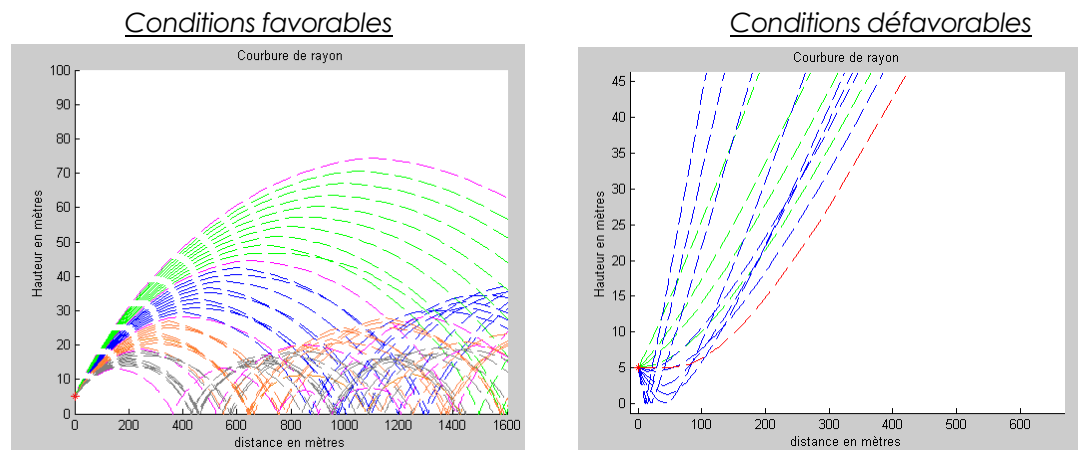 Conditions favorables
Courbure de rayon
100
90
80
70
60
50
40
30
20
10
0
Hauteur en mètres
0 200 400 600 800 1000 1200 1400 1600
distance en mètres
Conditions défavorables
Courbure de rayon
45
40
35
30
25
20
15
10
5
0
Hauteur en mètres
0 100 200 300 400 500 600
distance en mètres